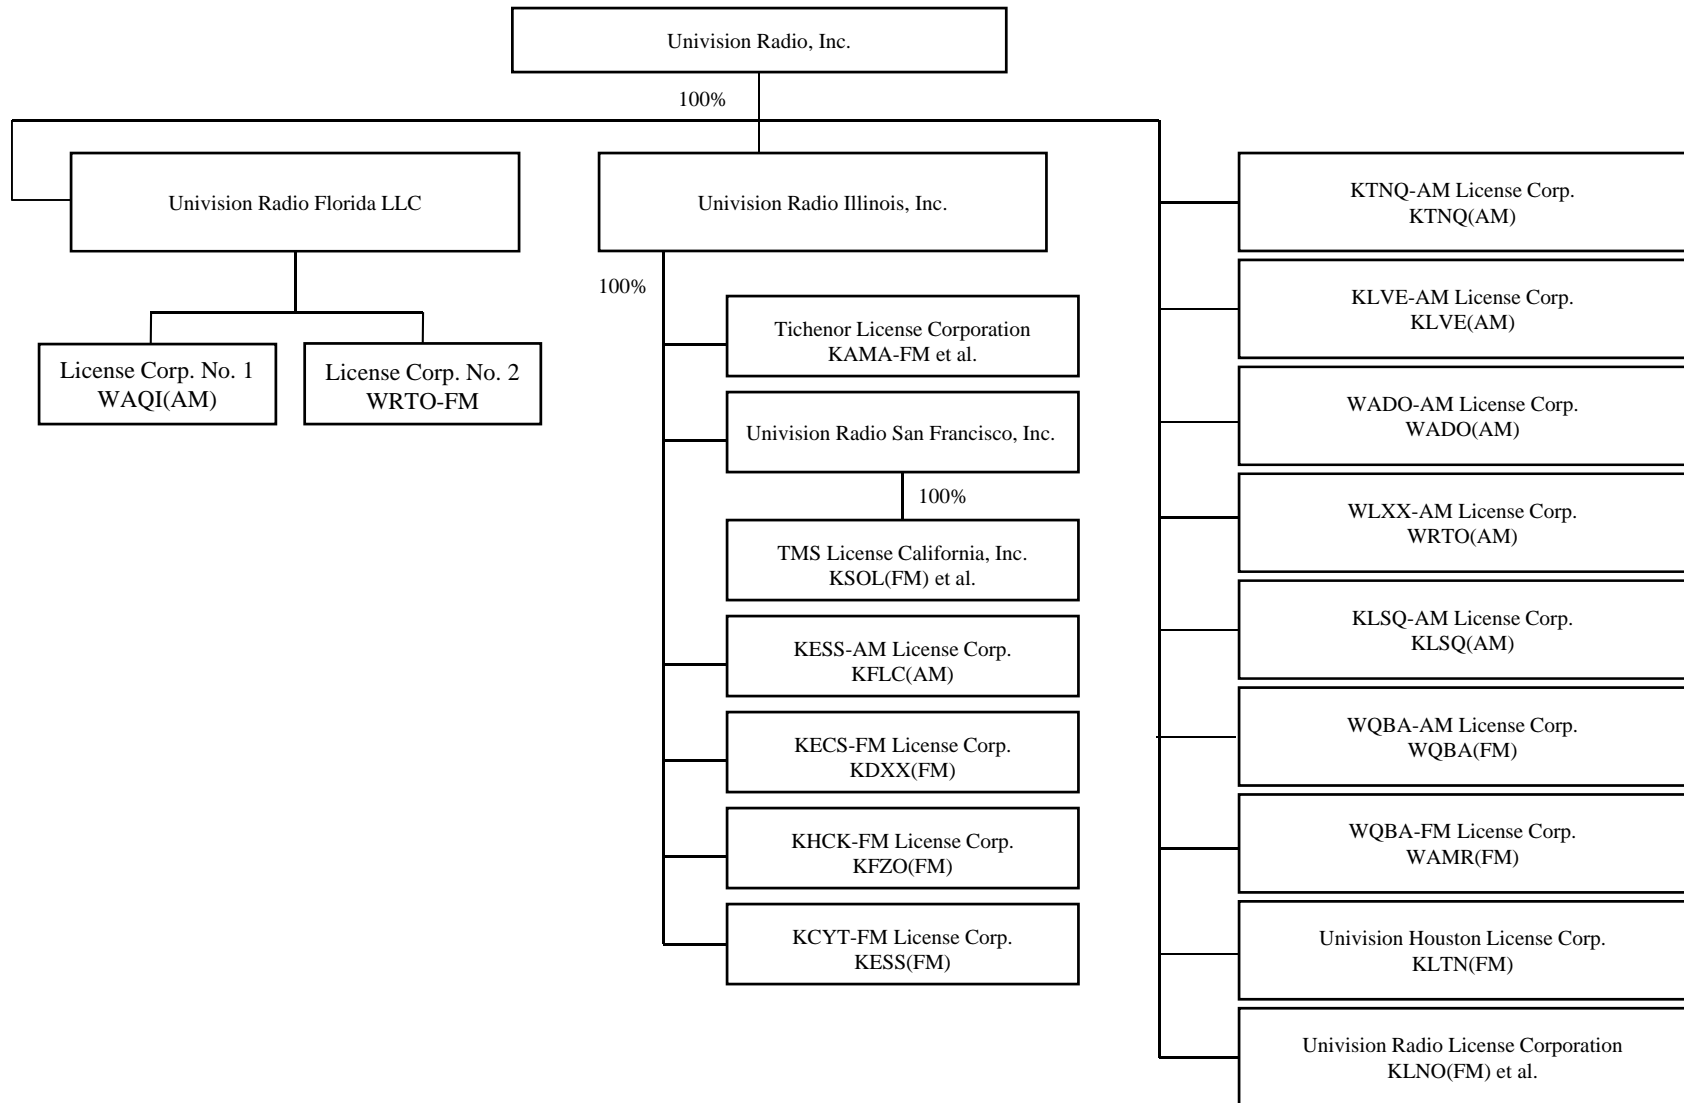 Univision Radio, Inc.
100%
Univision Radio Florida LLC
License Corp. No. 1
WAQI(AM)
License Corp. No. 2
WRTO-FM
Univision Radio Illinois, Inc.
100%
Tichenor License Corporation
KAMA-FM et al.
Univision Radio San Francisco, Inc.
100%
TMS License California, Inc.
KSOL(FM) et al.
KESS-AM License Corp.
KFLC(AM)
KECS-FM License Corp.
KDXX(FM)
KHCK-FM License Corp.
KFZO(FM)
KCYT-FM License Corp.
KESS(FM)
KTNQ-AM License Corp.
KTNQ(AM)
KLVE-AM License Corp.
KLVE(AM)
WADO-AM License Corp.
WADO(AM)
WLXX-AM License Corp.
WRTO(AM)
KLSQ-AM License Corp.
KLSQ(AM)
WQBA-AM License Corp.
WQBA(FM)
WQBA-FM License Corp.
WAMR(FM)
Univision Houston License Corp.
KLTN(FM)
Univision Radio License Corporation
KLNO(FM) et al.